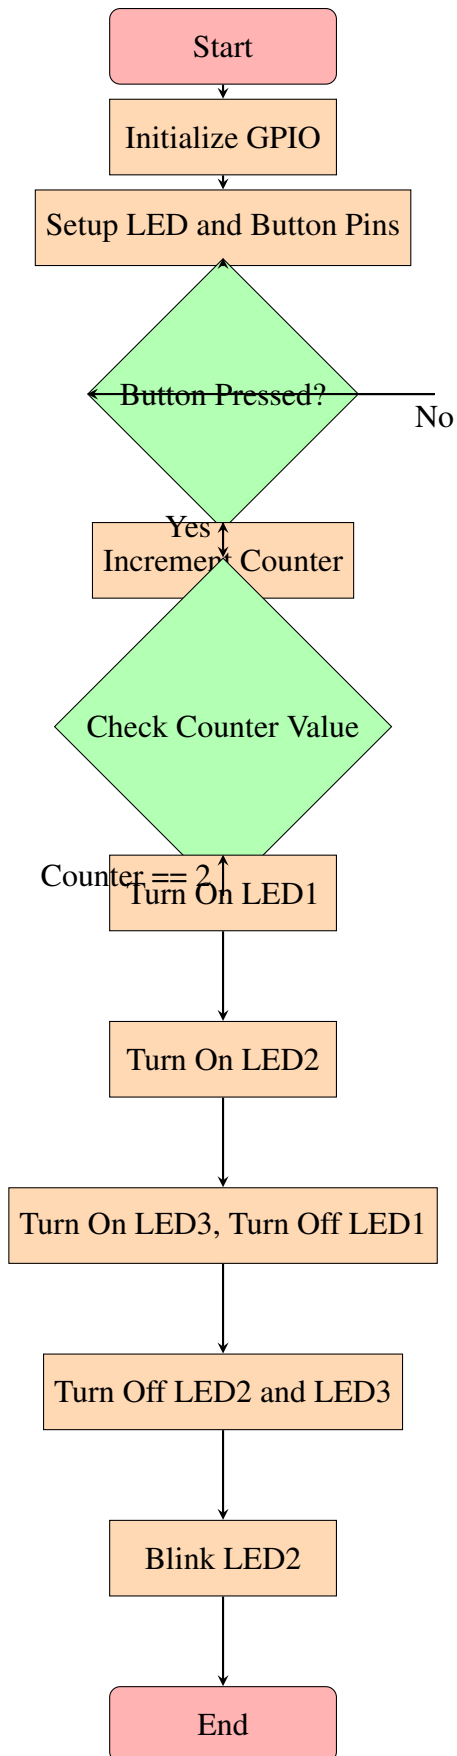 Start
Initialize GPIO
Setup LED and Button Pins
Button Pressed?
No
Yes
Increment Counter
Check Counter Value
Counter == 2
Turn On LED1
Turn On LED2
Turn On LED3, Turn Off LED1
Turn Off LED2 and LED3
Blink LED2
End